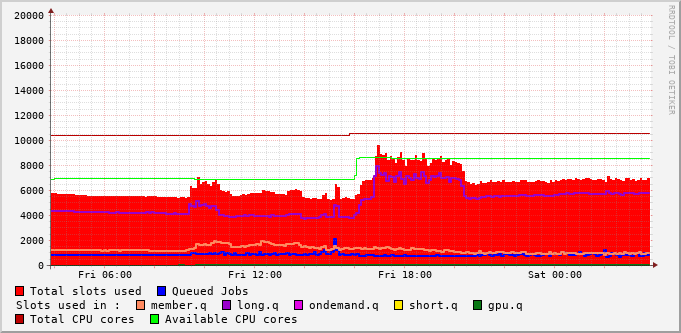 20000
18000
16000
14000
12000
10000
8000
6000
4000
2000
0
Fri 06:00 Fri 12:00 Fri 18:00 Sat 00:00
Total slots used Queued Jobs
Slots used in : member.q long.q ondemand.q short.q gpu.q
Total CPU cores Available CPU cores
RRDTOOL / TOBI OETIKER